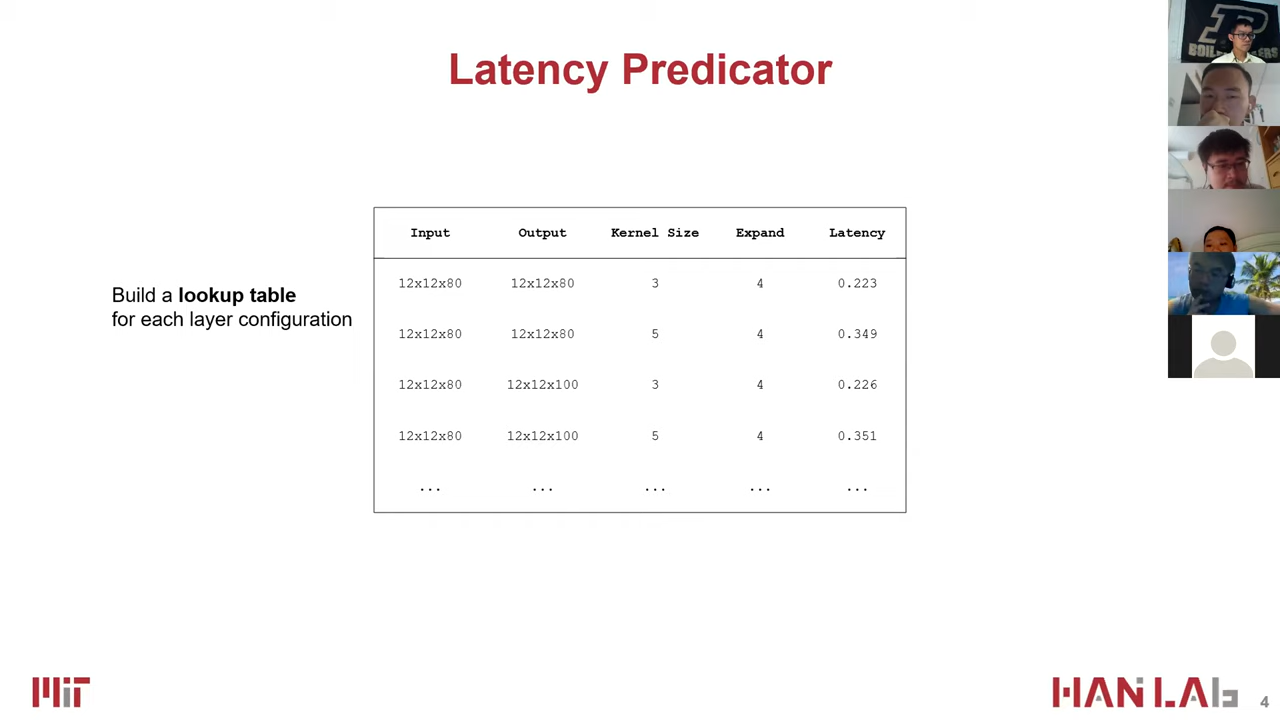 Latency Predicator
Build a lookup table
for each layer configuration
Input Output Kernel Size Expand Latency
12x12x80 12x12x80 3 4 0.223
12x12x80 12x12x80 5 4 0.349
12x12x80 12x12x100 3 4 0.226
12x12x80 12x12x100 5 4 0.351
... ... ... ... ...
MiT
HAN LAb
4
P